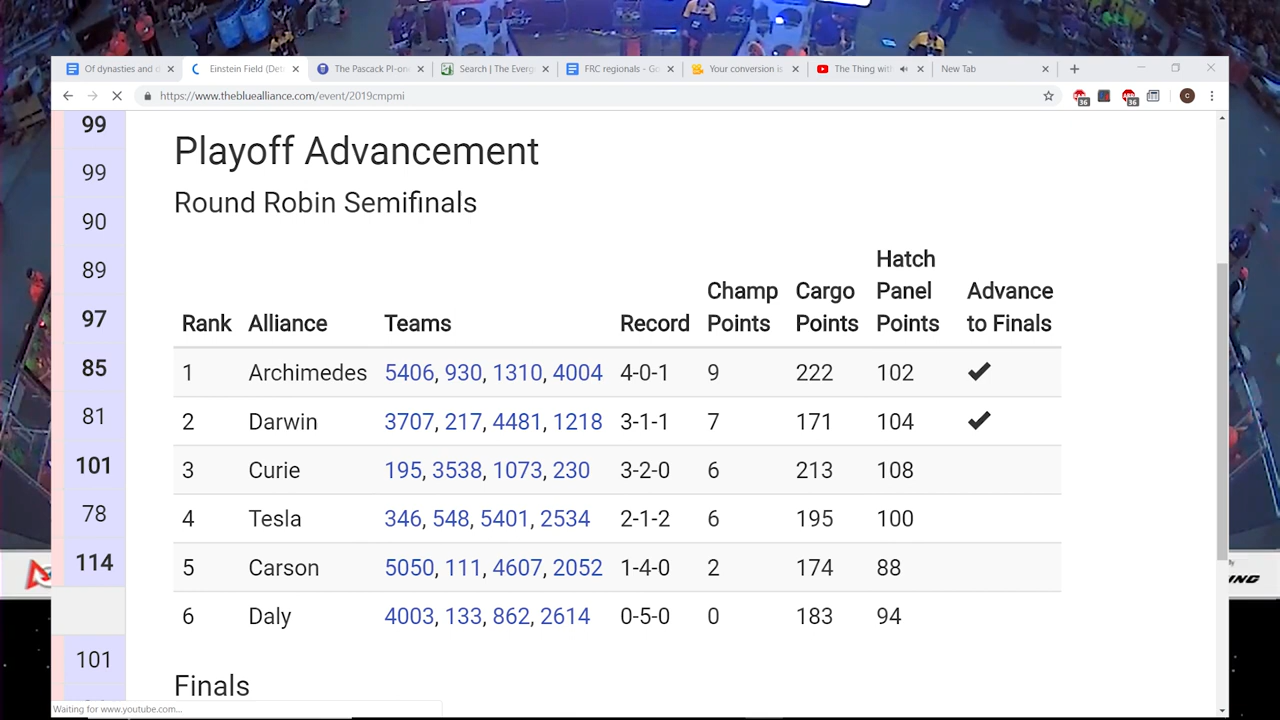 Of dynasties and o
Einstein Field (Det
The Pascack PI-one
Search | The Everg
FRC regionals - Go
Your conversion is
The Thing with
New Tab
https://www.thebluealliance.com/event/2019cmpmi
36
36
C
99
99
90
89
97
85
81
101
78
114
101
Playoff Advancement
Round Robin Semifinals
Rank Alliance Teams Record Champ Points Cargo Points Hatch Panel Points Advance to Finals
1 Archimedes 5406, 930, 1310, 4004 4-0-1 9 222 102 ✔
2 Darwin 3707, 217, 4481, 1218 3-1-1 7 171 104 ✔
3 Curie 195, 3538, 1073, 230 3-2-0 6 213 108
4 Tesla 346, 548, 5401, 2534 2-1-2 6 195 100
5 Carson 5050, 111, 4607, 2052 1-4-0 2 174 88
6 Daly 4003, 133, 862, 2614 0-5-0 0 183 94
Finals
Waiting for www.youtube.com...